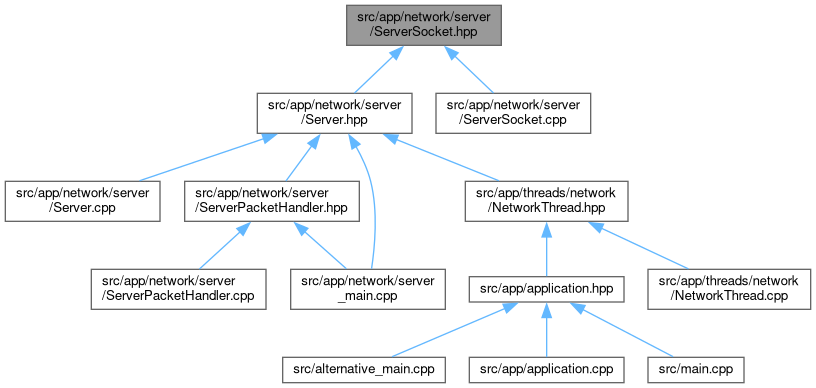 src/app/network/server
/ServerSocket.hpp
src/app/network/server
/Server.hpp
src/app/network/server
/ServerSocket.cpp
src/app/network/server
/Server.cpp
src/app/network/server
/ServerPacketHandler.hpp
src/app/threads/network
/NetworkThread.hpp
src/app/network/server
/ServerPacketHandler.cpp
src/app/network/server
_main.cpp
src/app/application.hpp
src/app/threads/network
/NetworkThread.cpp
src/alternative_main.cpp
src/app/application.cpp
src/main.cpp